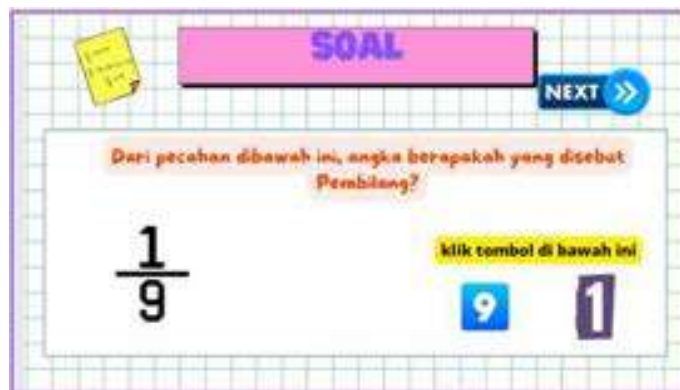 SOAL
NEXT
Dari pecahan dibawah ini, angka berapakah yang disebut
Pembilang?
1
9
klik tombol di bawah ini
9 1